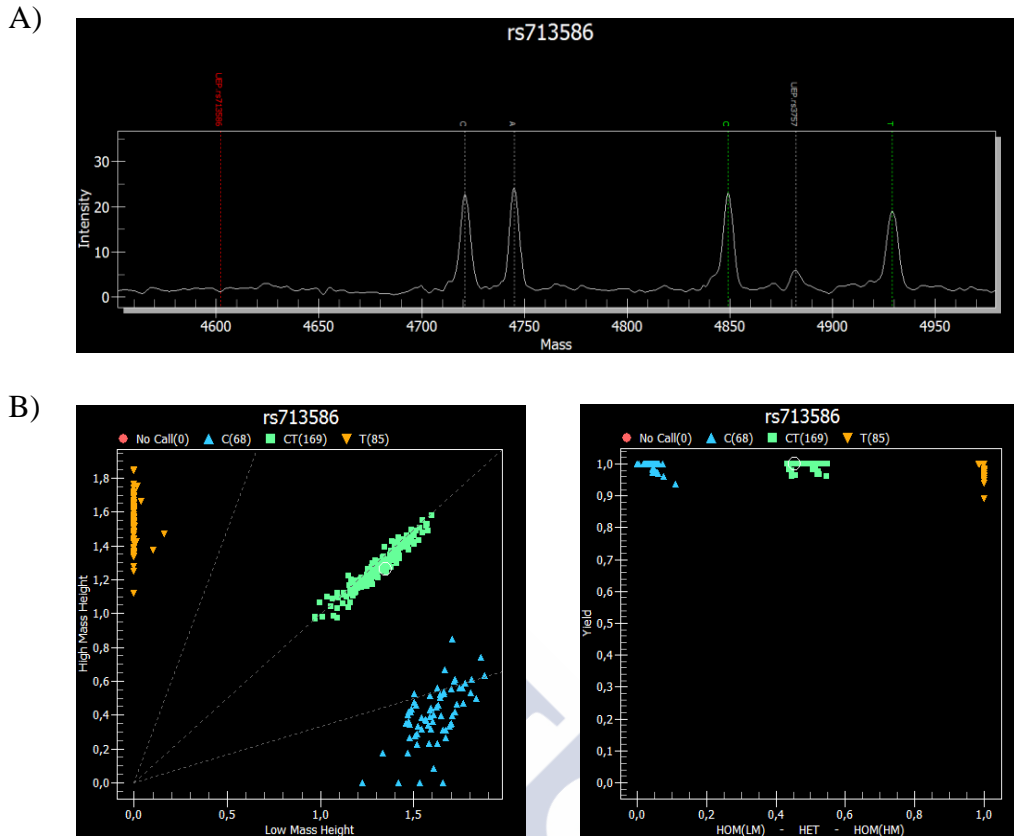 A)
rs713586
UEP rs713586
C
A
C
UEP rs3757
T
Intensity
30
20
10
0
4600 4650 4700 4750 4800 4850 4900 4950
Mass
B)
rs713586
No Call(0) C(68) CT(169) T(85)
High Mass Height
1,8
1,6
1,4
1,2
1,0
0,8
0,6
0,4
0,2
0,0
0,0 0,5 1,0 1,5
Low Mass Height
rs713586
No Call(0) C(68) CT(169) T(85)
Yield
1,0
0,9
0,8
0,7
0,6
0,5
0,4
0,3
0,2
0,1
0,0
0,0 0,2 0,4 0,6 0,8 1,0
HOM(LM) - HET - HOM(HM)